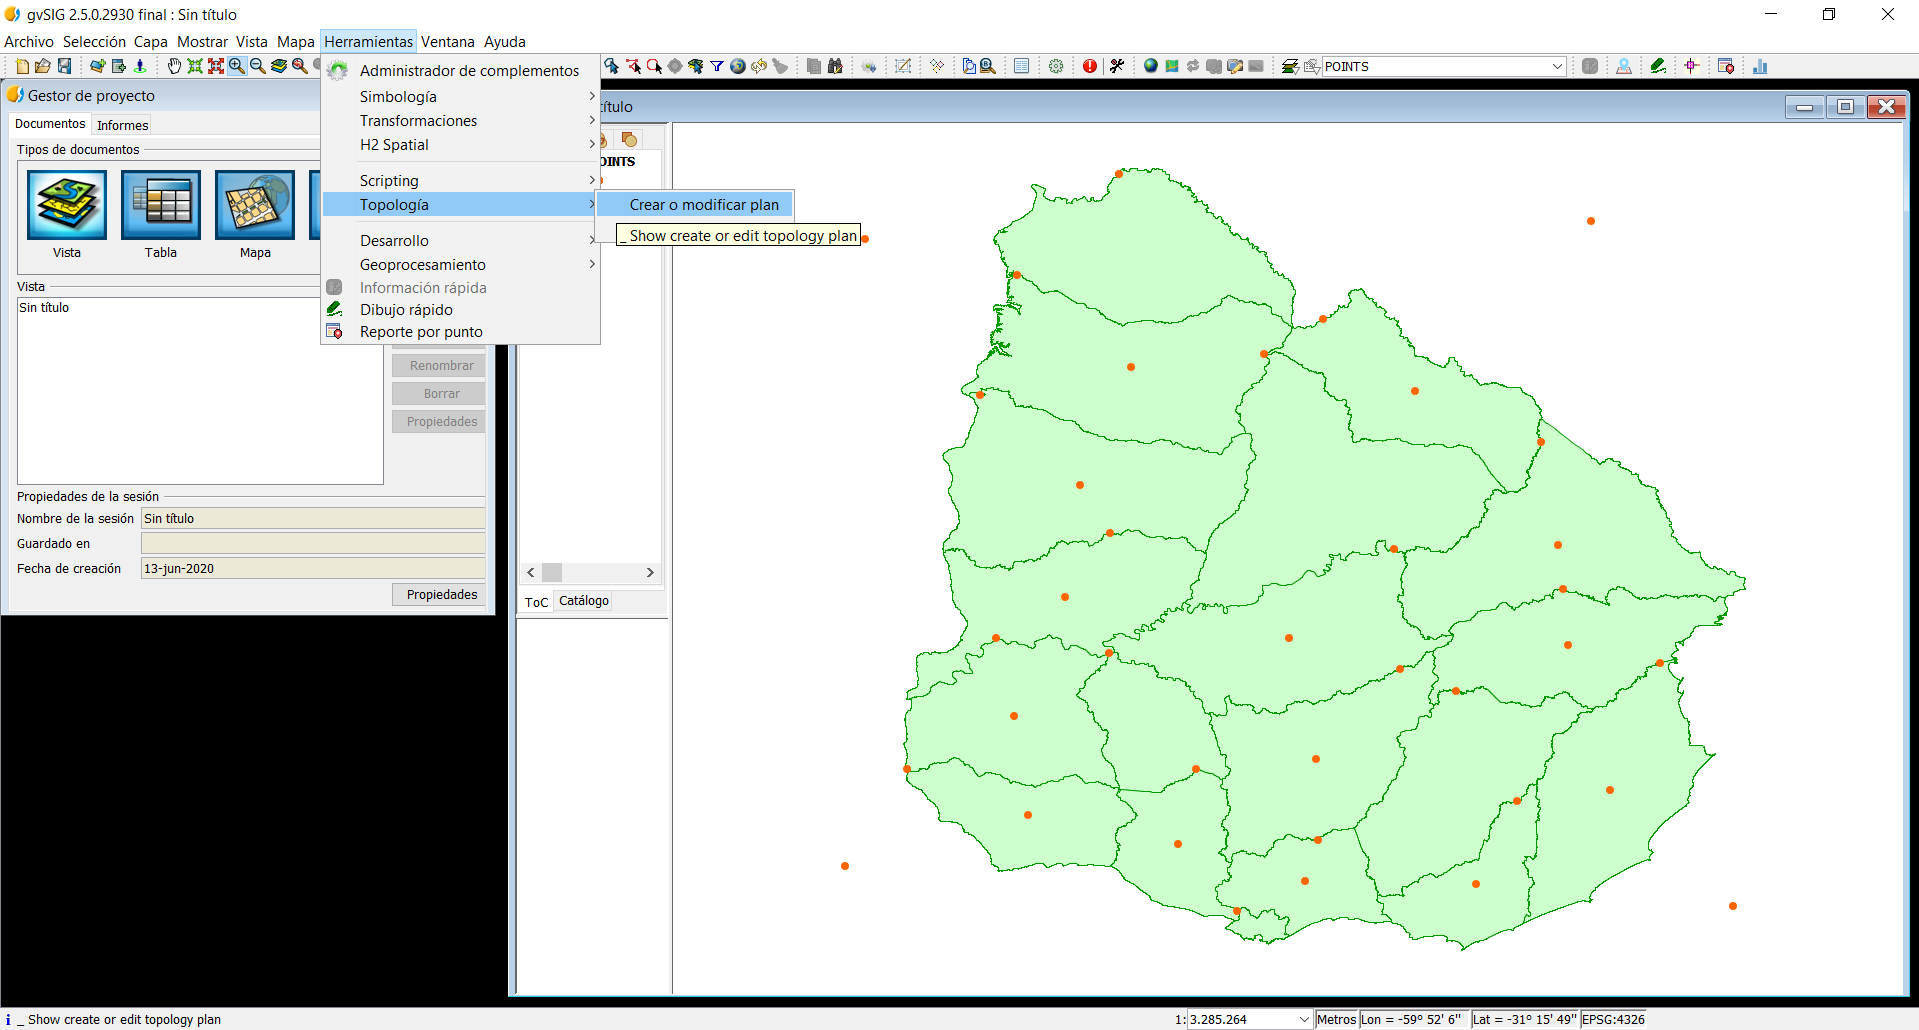 gvSIG 2.5.0.2930 final : Sin título
Archivo Selección Capa Mostrar Vista Mapa Herramientas Ventana Ayuda
POINTS
Gestor de proyecto
Documentos Informes
Tipos de documentos
Vista Tabla Mapa
Vista
Sin título
Renombrar
Borrar
Propiedades
Propiedades de la sesión
Nombre de la sesión Sin título
Guardado en
Fecha de creación 13-jun-2020
Propiedades
Administrador de complementos
Simbología
Transformaciones
H2 Spatial
Scripting
Topología
Desarrollo
Geoprocesamiento
Información rápida
Dibujo rápido
Reporte por punto
Crear o modificar plan
_ Show create or edit topology plan
ítulo
OINTS
ToC Catálogo
_ Show create or edit topology plan
1: 3.285.264 Metros Lon = -59º 52' 6'' Lat = -31º 15' 49'' EPSG:4326